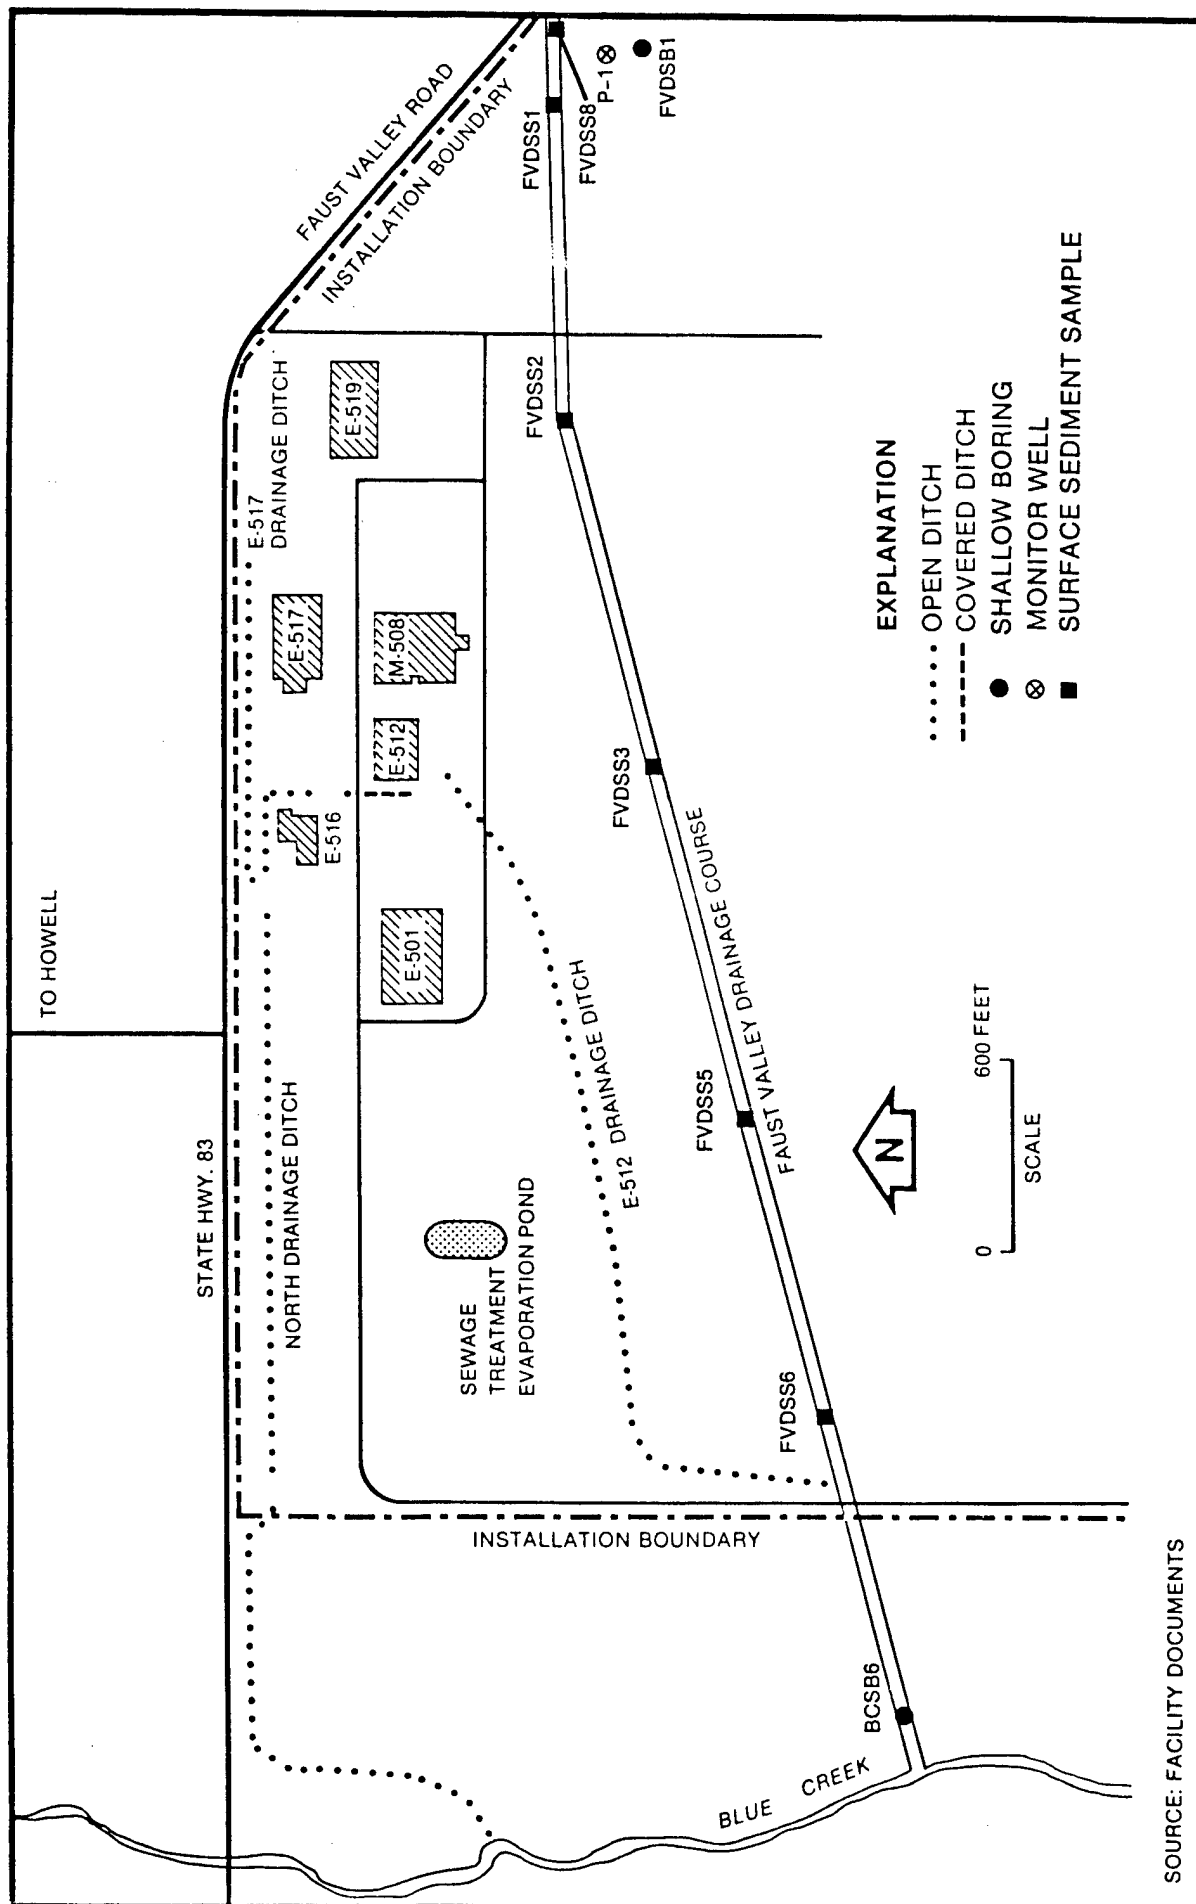 TO HOWELL
STATE HWY. 83
FAUST VALLEY ROAD
INSTALLATION BOUNDARY
NORTH DRAINAGE DITCH
E-517
DRAINAGE DITCH
E-516
E-517
E-519
E-501
E-512
M-508
SEWAGE
TREATMENT
EVAPORATION POND
E-512 DRAINAGE DITCH
INSTALLATION BOUNDARY
BLUE CREEK
BCSB6
FVDSS6
FVDSS5
FVDSS3
FVDSS2
FVDSS1
FVDSS8
P-1
FVDSB1
FAUST VALLEY DRAINAGE COURSE
N
0 600 FEET
SCALE
EXPLANATION
OPEN DITCH
COVERED DITCH
SHALLOW BORING
MONITOR WELL
SURFACE SEDIMENT SAMPLE
SOURCE: FACILITY DOCUMENTS